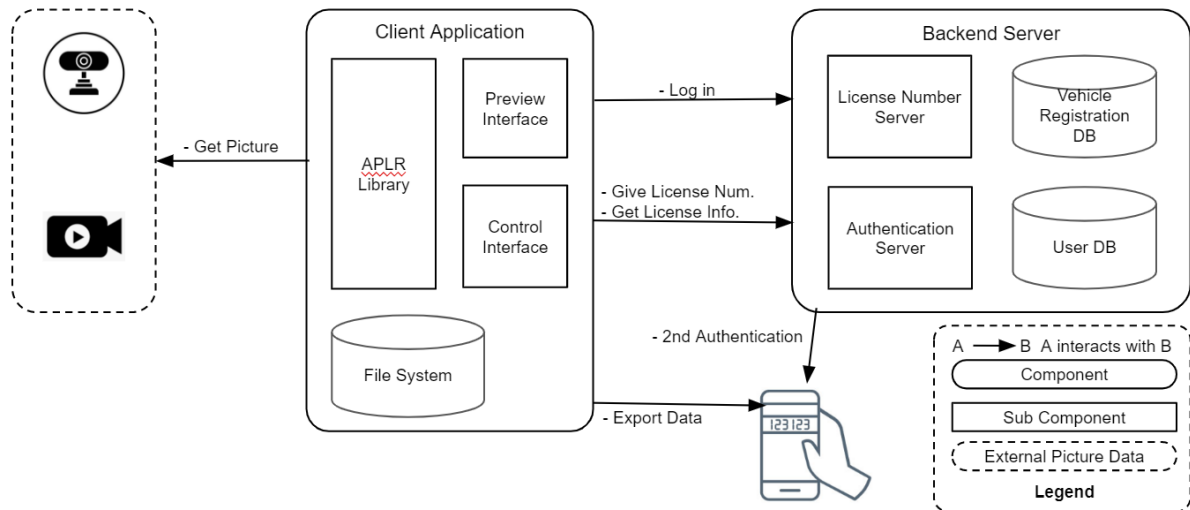 Client Application
Backend Server
APLR
Library
Preview
Interface
Control
Interface
File System
- Get Picture
- Log in
- Give License Num.
- Get License Info.
License Number
Server
Vehicle
Registration
DB
Authentication
Server
User DB
- 2nd Authentication
- Export Data
123123
A B A interacts with B
Component
Sub Component
External Picture Data
Legend